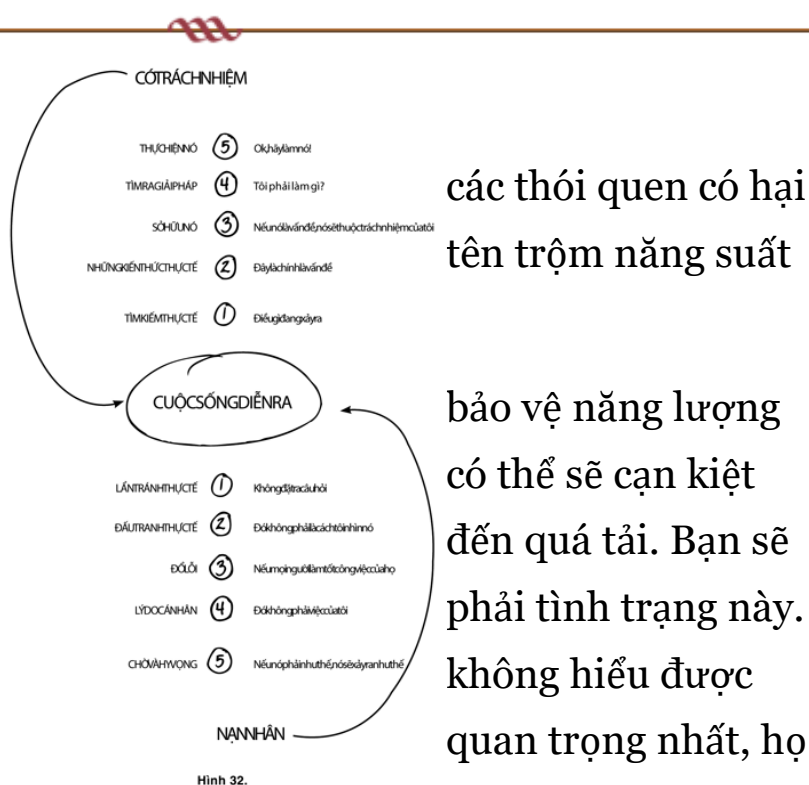 CÓTRÁCHNHIỆM
THỰCHIỆNNÓ 5 Ok,hãylàmnó!
TÌMRAGIẢIPHÁP 4 Tôi phải làm gì?
SỞHỮUNÓ 3 Nếunólàvấnđề,nósẽthuộctráchnhiệmcủatôi
NHỮNGKIẾNTHỨCTHỰCTẾ 2 Đâylàchínhlàvấnđề
TÌMKIẾMTHỰCTẾ 1 Điềugìđangxảyra
CUỘCSỐNGDIỄNRA
LẨNTRÁNHTHỰCTẾ 1 Khôngđặtracâuhỏi
ĐẤUTRANHTHỰCTẾ 2 Đókhôngphảilàcáchtôinhìnnó
ĐỔLỖI 3 Nếumọingườilàmtốtcôngviệccủahọ
LÝDOCÁNHÂN 4 Đókhôngphảiviệccủatôi
CHỜVÀHYVỌNG 5 Nếunóphảinhưthế,nósẽxảyranhưthế
NẠNNHÂN
Hình 32.
các thói quen có hại
tên trộm năng suất
bảo vệ năng lượng
có thể sẽ cạn kiệt
đến quá tải. Bạn sẽ
phải tình trạng này.
không hiểu được
quan trọng nhất, họ